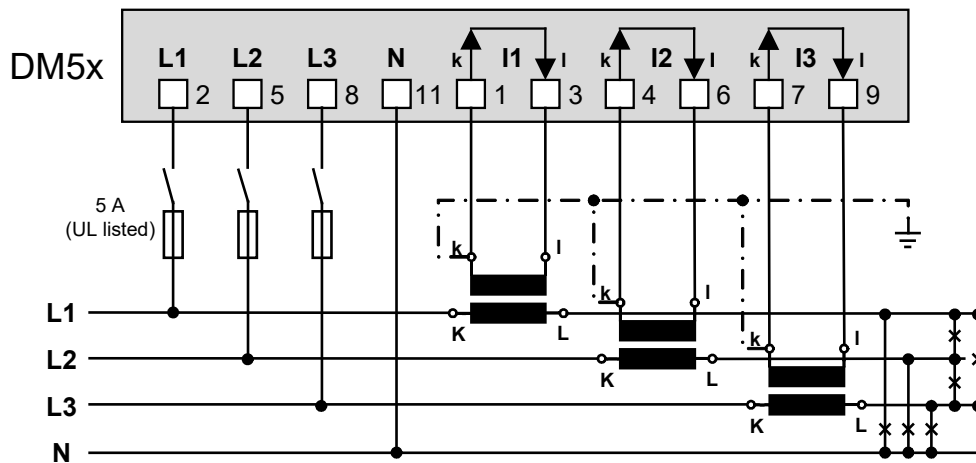 DM5x
L1 L2 L3 N k I1 l k I2 l k I3 l
2 5 8 11 1 3 4 6 7 9
5 A
(UL listed)
k l
k l
L1
K L
k l
L2
K L
L3
K L
N